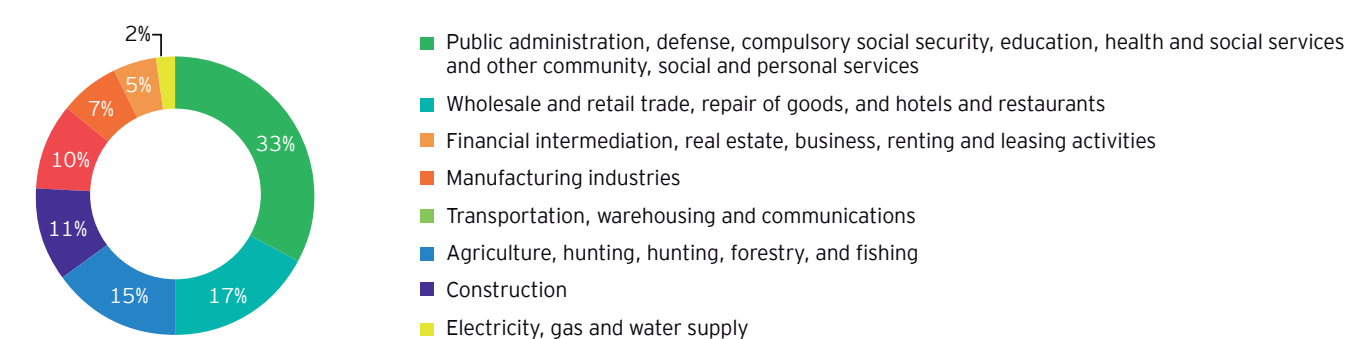 2%
5%
7%
33%
10%
11%
15%
17%
Public administration, defense, compulsory social security, education, health and social services
and other community, social and personal services
Wholesale and retail trade, repair of goods, and hotels and restaurants
Financial intermediation, real estate, business, renting and leasing activities
Manufacturing industries
Transportation, warehousing and communications
Agriculture, hunting, hunting, forestry, and fishing
Construction
Electricity, gas and water supply